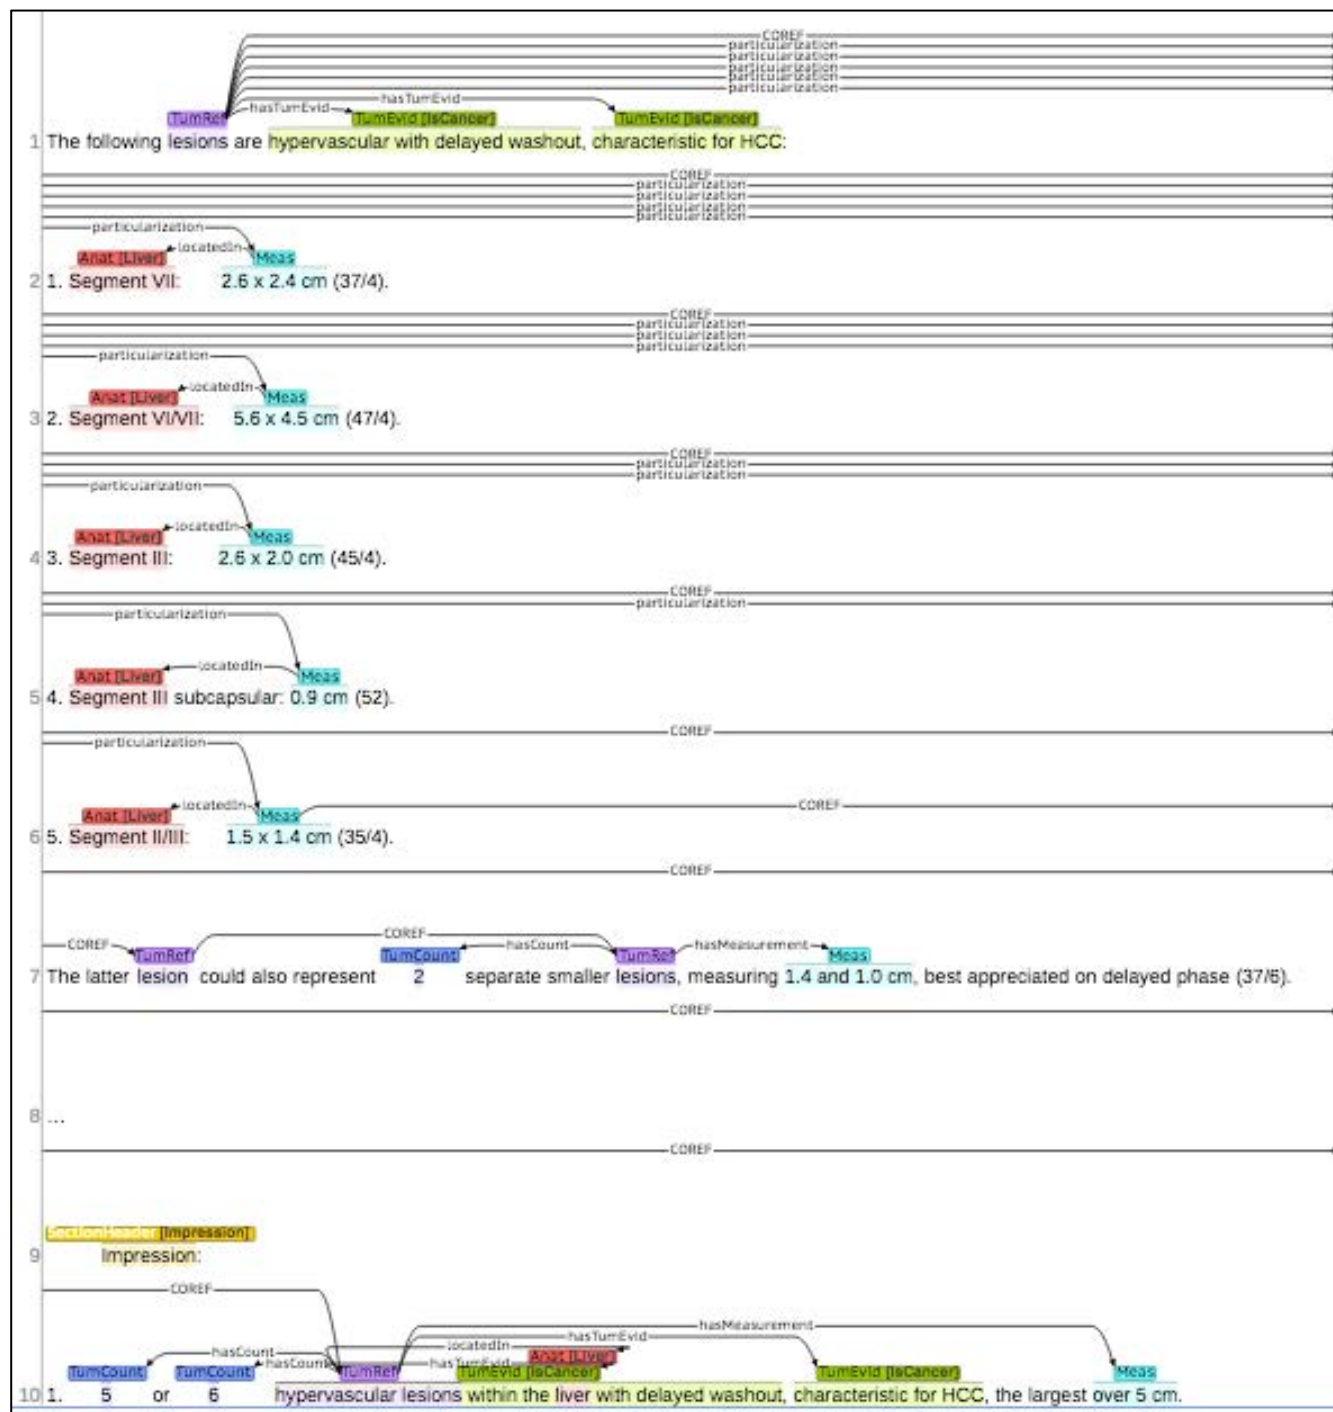 COREF
particularization
particularization
particularization
particularization
particularization
hasTumEvid
hasTumEvid
TumRef TumEvid [IsCancer] TumEvid [IsCancer]
1 The following lesions are hypervascular with delayed washout, characteristic for HCC:
COREF
particularization
particularization
particularization
particularization
particularization
locatedIn
Anat [Liver] Meas
2 1. Segment VII: 2.6 x 2.4 cm (37/4).
COREF
particularization
particularization
particularization
particularization
locatedIn
Anat [Liver] Meas
3 2. Segment VI/VII: 5.6 x 4.5 cm (47/4).
COREF
particularization
particularization
particularization
locatedIn
Anat [Liver] Meas
4 3. Segment III: 2.6 x 2.0 cm (45/4).
COREF
particularization
particularization
locatedIn
Anat [Liver] Meas
5 4. Segment III subcapsular: 0.9 cm (52).
COREF
particularization
locatedIn COREF
Anat [Liver] Meas
6 5. Segment II/III: 1.5 x 1.4 cm (35/4).
COREF
COREF
COREF hasCount hasMeasurement
TumRef TumCount TumRef Meas
7 The latter lesion could also represent 2 separate smaller lesions, measuring 1.4 and 1.0 cm, best appreciated on delayed phase (37/6).
COREF
8 ...
COREF
SectionHeader [Impression]
9 Impression:
COREF
hasMeasurement
hasTumEvid
locatedIn
hasCount hasCount hasTumEvid Anat [Liver]
TumCount TumCount TumRef TumEvid [IsCancer] TumEvid [IsCancer] Meas
10 1. 5 or 6 hypervascular lesions within the liver with delayed washout, characteristic for HCC, the largest over 5 cm.